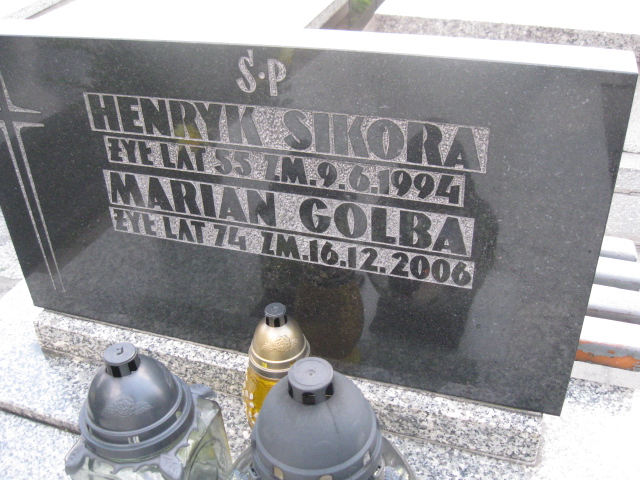 Ś.P
HENRYK SIKORA
ŻYŁ LAT 55 ZM.9.6.1994
MARIAN GOLBA
ŻYŁ LAT 74 ZM.16.12.2006